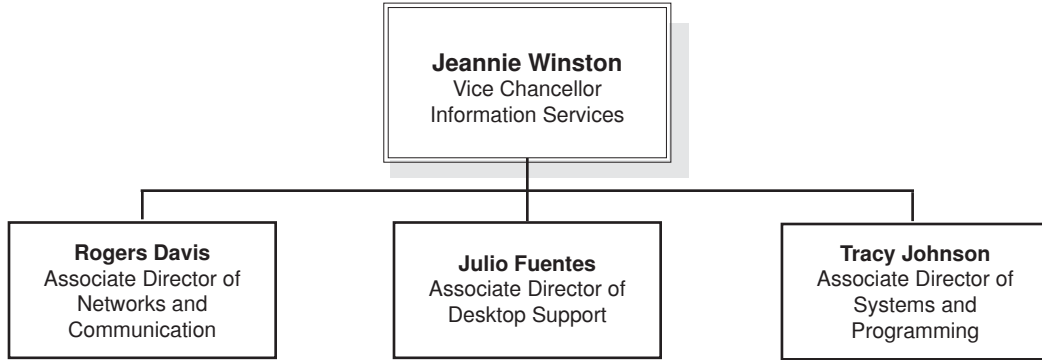 Jeannie Winston
Vice Chancellor
Information Services
Rogers Davis
Associate Director of
Networks and
Communication
Julio Fuentes
Associate Director of
Desktop Support
Tracy Johnson
Associate Director of
Systems and
Programming